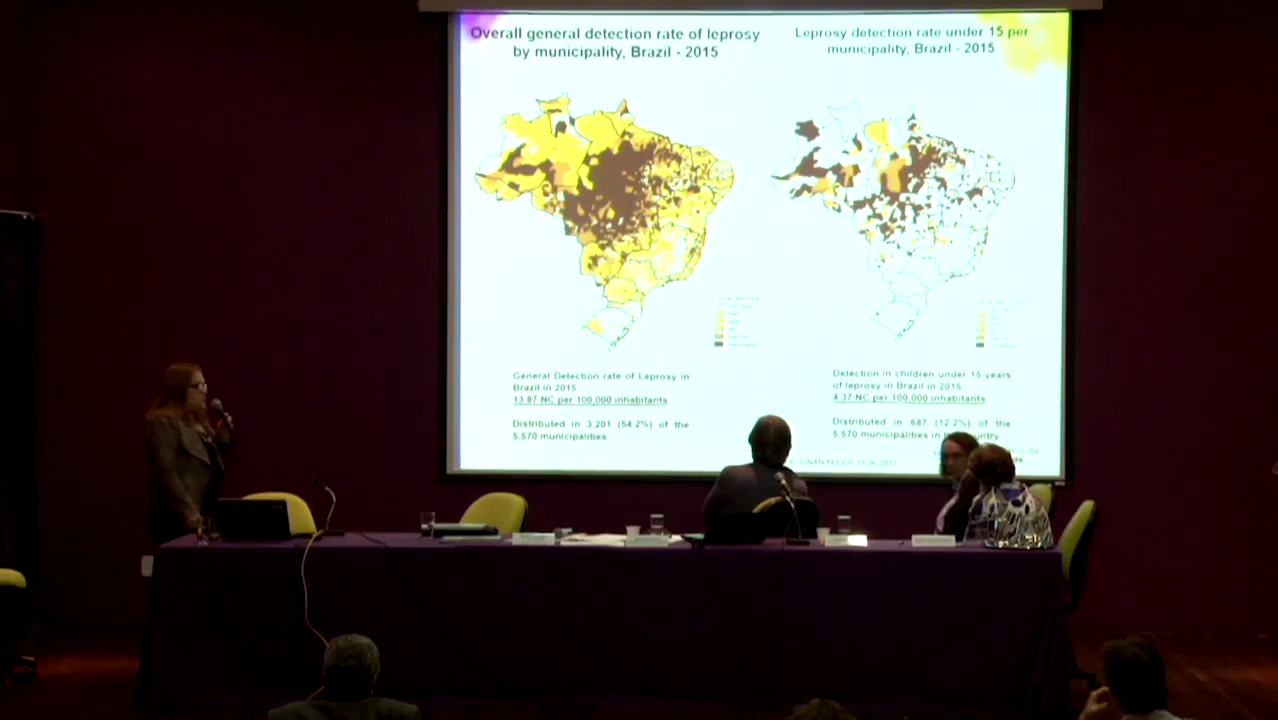 Overall general detection rate of leprosy
by municipality, Brazil - 2015
General Detection rate of Leprosy in
Brazil in 2015
13.87 NC per 100,000 inhabitants
Distributed in 3.201 (54.2%) of the
5,570 municipalities
Leprosy detection rate under 15 per
municipality, Brazil - 2015
Detection in children under 15 years
of leprosy in Brazil in 2015
4.37 NC per 100,000 inhabitants
Distributed in 687 (12.2%) of the
5,570 municipalities in